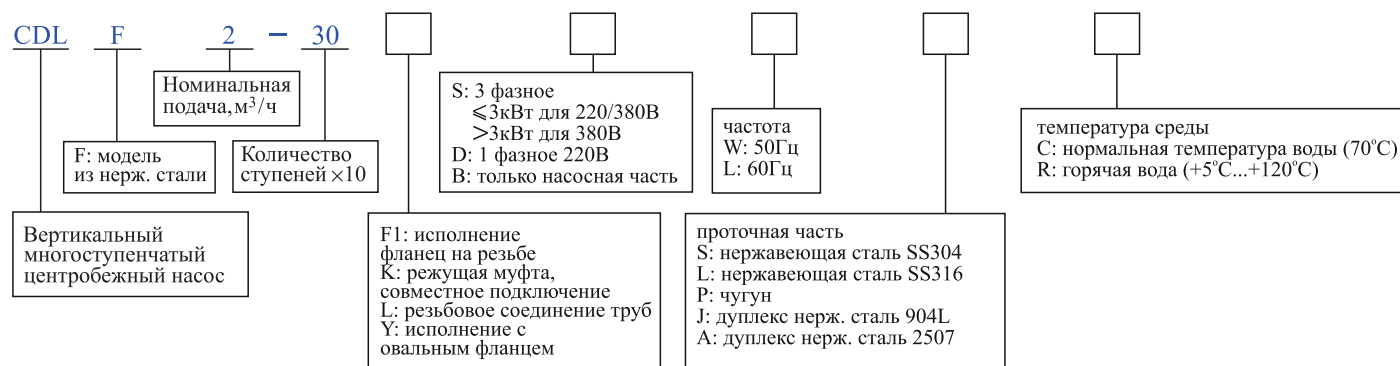 CDL F 2 – 30
Номинальная
подача, м³/ч
F: модель
из нерж. стали
Количество
ступеней ×10
S: 3 фазное
⩽3кВт для 220/380В
>3кВт для 380В
D: 1 фазное 220В
B: только насосная часть
частота
W: 50Гц
L: 60Гц
температура среды
C: нормальная температура воды (70°C)
R: горячая вода (+5°C...+120°C)
Вертикальный
многоступенчатый
центробежный насос
F1: исполнение
фланец на резьбе
K: режущая муфта,
совместное подключение
L: резьбовое соединение труб
Y: исполнение с
овальным фланцем
проточная часть
S: нержавеющая сталь SS304
L: нержавеющая сталь SS316
P: чугун
J: дуплекс нерж. сталь 904L
A: дуплекс нерж. сталь 2507